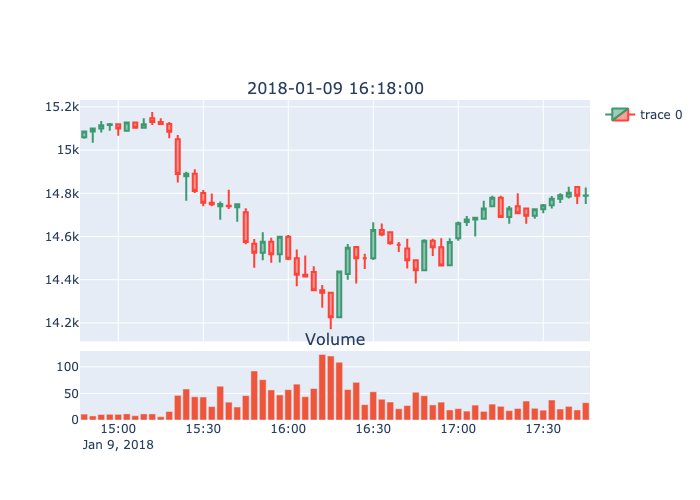 2018-01-09 16:18:00
15.2k
15k
14.8k
14.6k
14.4k
14.2k
trace 0
Volume
100
50
0
15:00 15:30 16:00 16:30 17:00 17:30
Jan 9, 2018